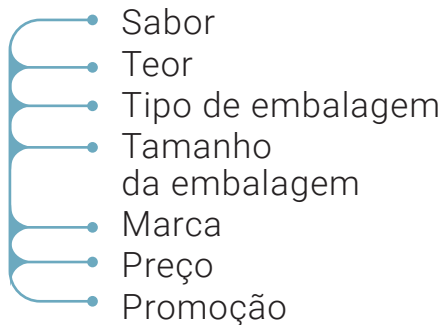 Sabor
Teor
Tipo de embalagem
Tamanho
da embalagem
Marca
Preço
Promoção